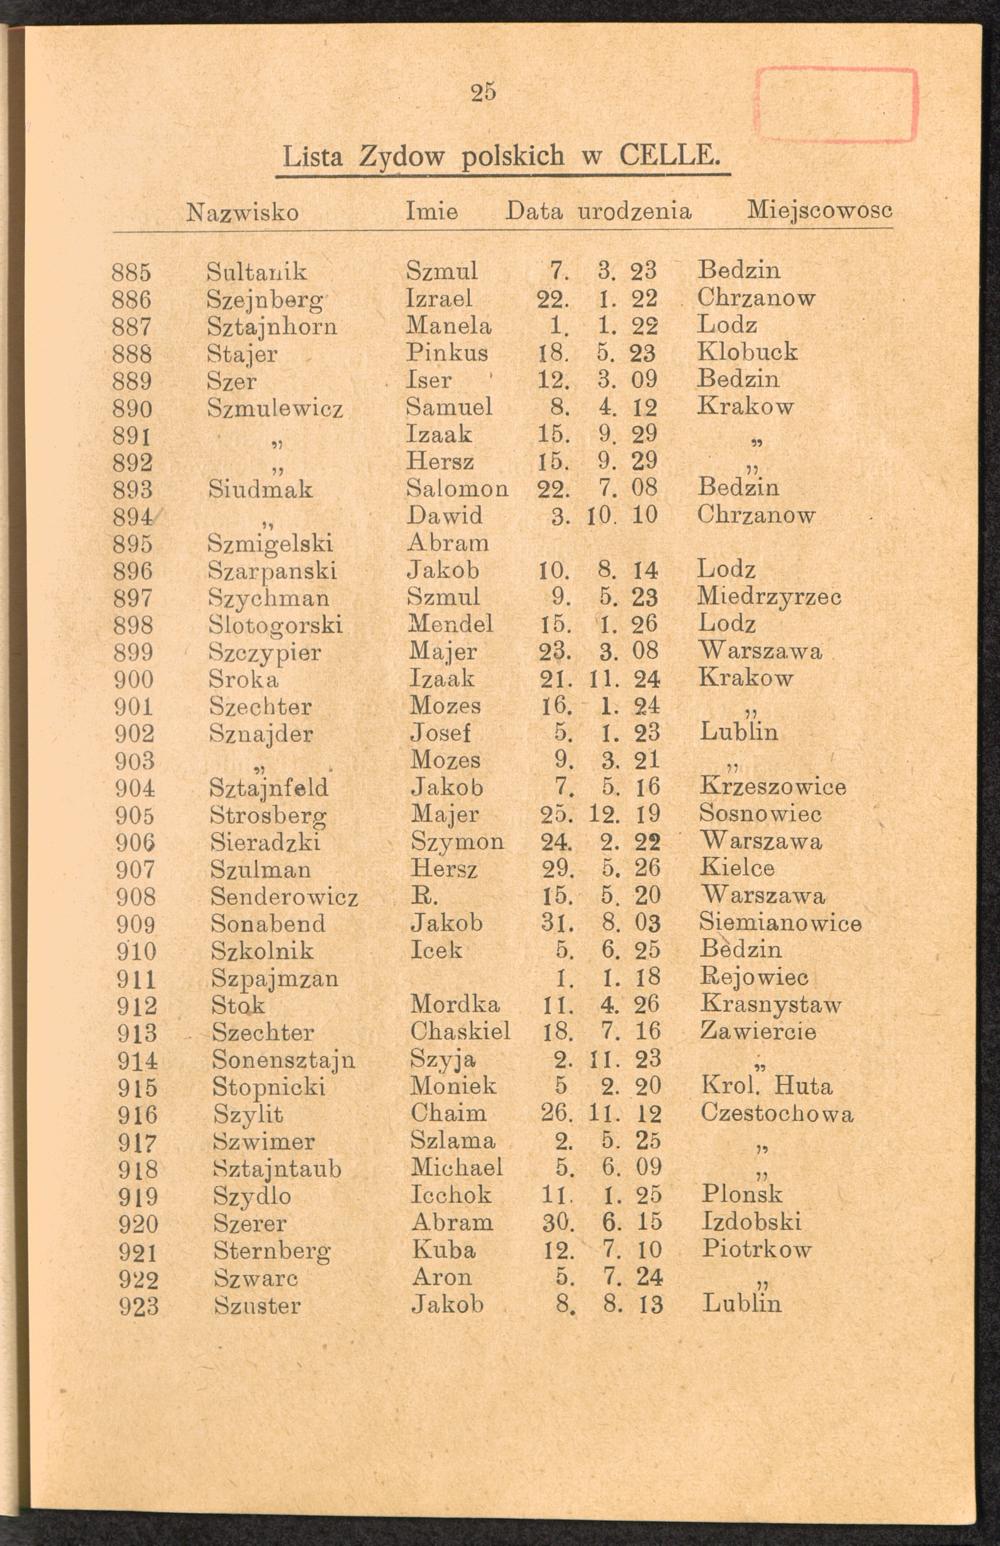 25
Lista Zydow polskich w CELLE.
Nazwisko Imie Data urodzenia Miejscowosc
885 Sultanik Szmul 7. 3. 23 Bedzin
886 Szejnberg Izrael 22. 1. 22 Chrzanow
887 Sztajnhorn Manela 1. 1. 22 Lodz
888 Stajer Pinkus 18. 5. 23 Klobuck
889 Szer Iser 12. 3. 09 Bedzin
890 Szmulewicz Samuel 8. 4. 12 Krakow
891 „ Izaak 15. 9. 29 „
892 „ Hersz 15. 9. 29 „
893 Siudmak Salomon 22. 7. 08 Bedzin
894 „ Dawid 3. 10. 10 Chrzanow
895 Szmigelski Abram
896 Szarpanski Jakob 10. 8. 14 Lodz
897 Szychman Szmul 9. 5. 23 Miedrzyrzec
898 Slotogorski Mendel 15. 1. 26 Lodz
899 Szczypier Majer 23. 3. 08 Warszawa
900 Sroka Izaak 21. 11. 24 Krakow
901 Szechter Mozes 16. 1. 24 „
902 Sznajder Josef 5. 1. 23 Lublin
903 „ Mozes 9. 3. 21 „
904 Sztajnfeld Jakob 7. 5. 16 Krzeszowice
905 Strosberg Majer 25. 12. 19 Sosnowiec
906 Sieradzki Szymon 24. 2. 22 Warszawa
907 Szulman Hersz 29. 5. 26 Kielce
908 Senderowicz R. 15. 5. 20 Warszawa
909 Sonabend Jakob 31. 8. 03 Siemianowice
910 Szkolnik Icek 5. 6. 25 Bedzin
911 Szpajmzan 1. 1. 18 Rejowiec
912 Stok Mordka 11. 4. 26 Krasnystaw
913 Szechter Chaskiel 18. 7. 16 Zawiercie
914 Sonensztajn Szyja 2. 11. 23 „
915 Stopnicki Moniek 5 2. 20 Krol. Huta
916 Szylit Chaim 26. 11. 12 Czestochowa
917 Szwimer Szlama 2. 5. 25 „
918 Sztajntaub Michael 5. 6. 09 „
919 Szydlo Icchok 11. 1. 25 Plonsk
920 Szerer Abram 30. 6. 15 Izdobski
921 Sternberg Kuba 12. 7. 10 Piotrkow
922 Szwarc Aron 5. 7. 24 „
923 Szuster Jakob 8. 8. 13 Lublin